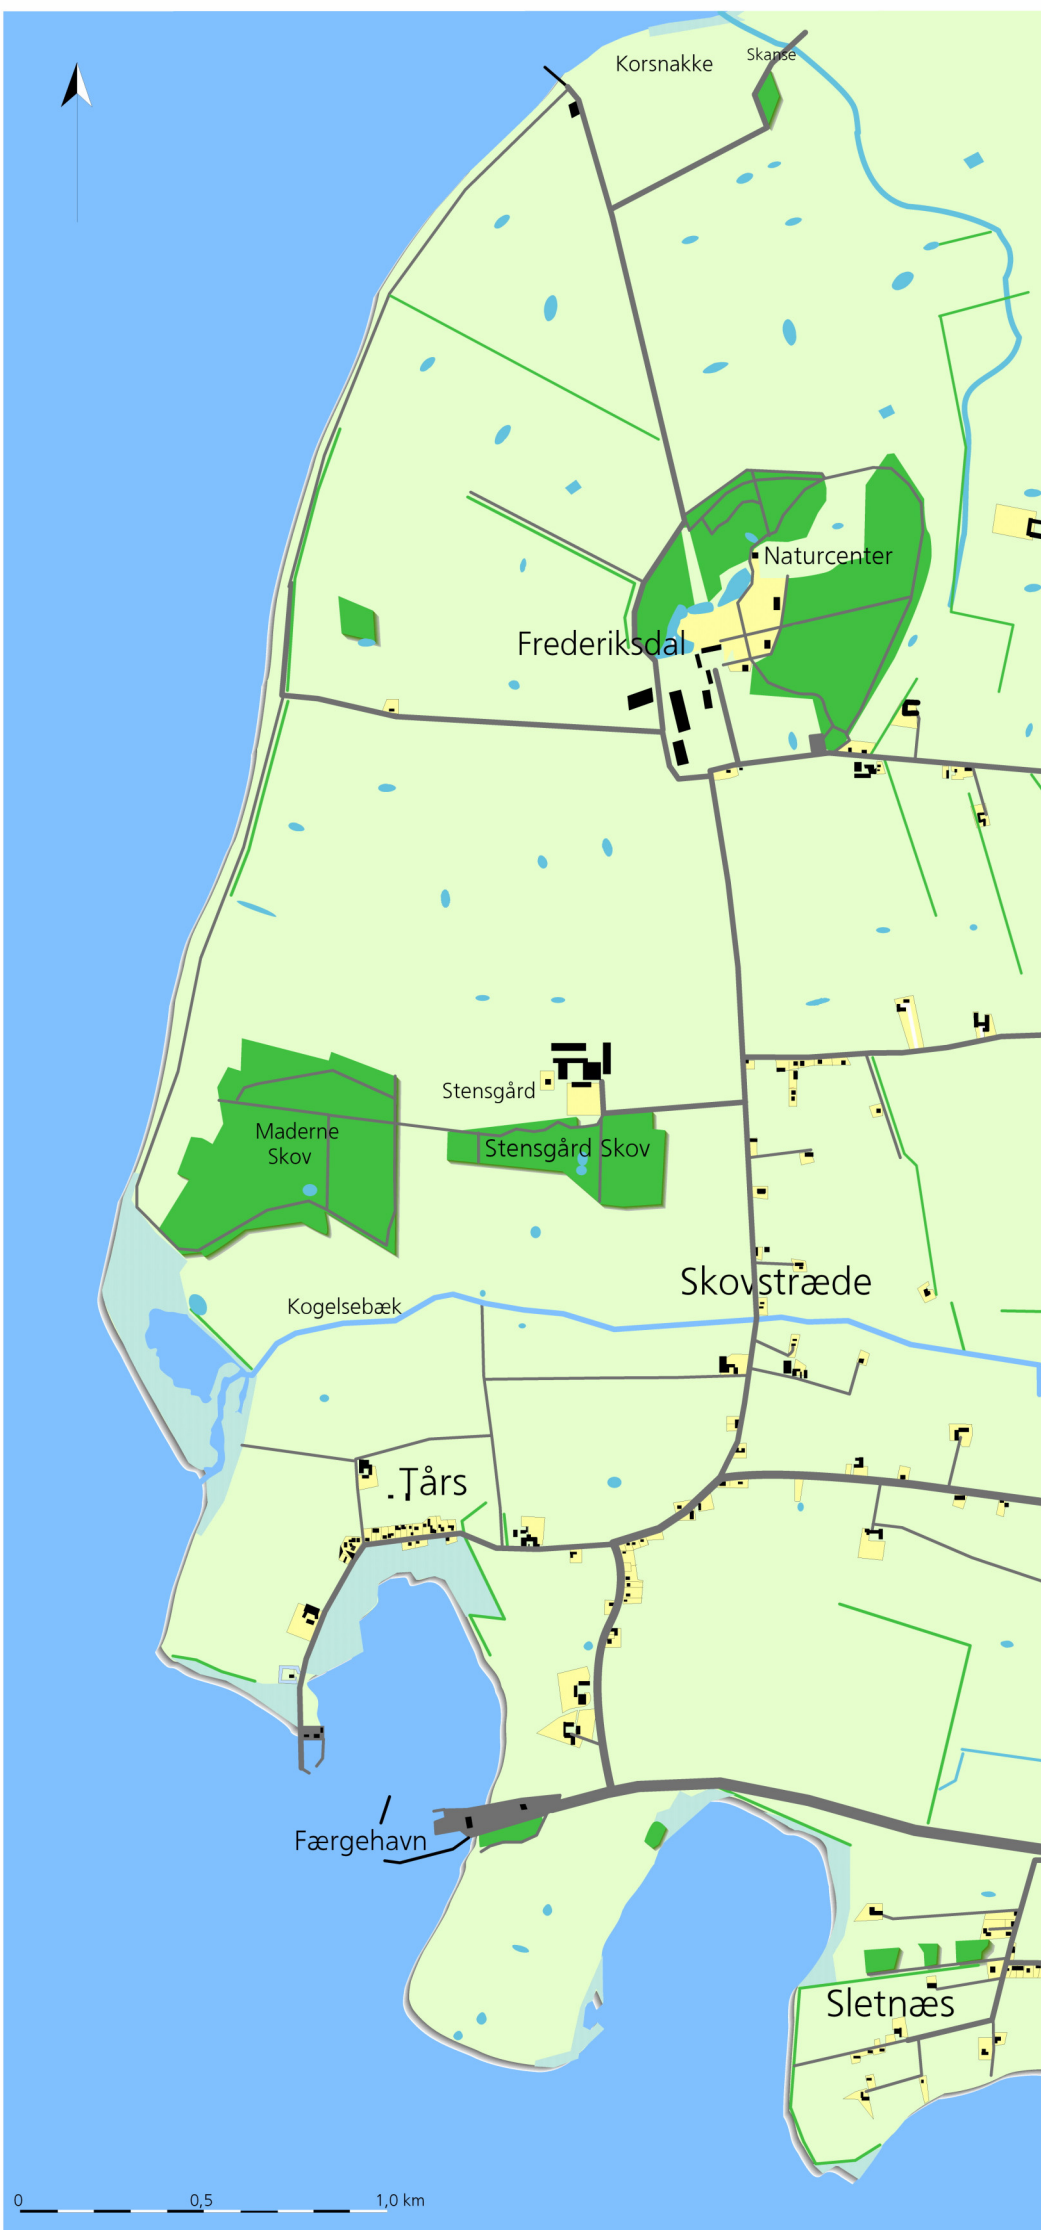 Korsnakke
Skanse
Naturcenter
Frederiksdal
Stensgård
Maderne
Skov
Stensgård Skov
Skovstræde
Kogelsebæk
Tårs
Færgehavn
Sletnæs
0 0,5 1,0 km